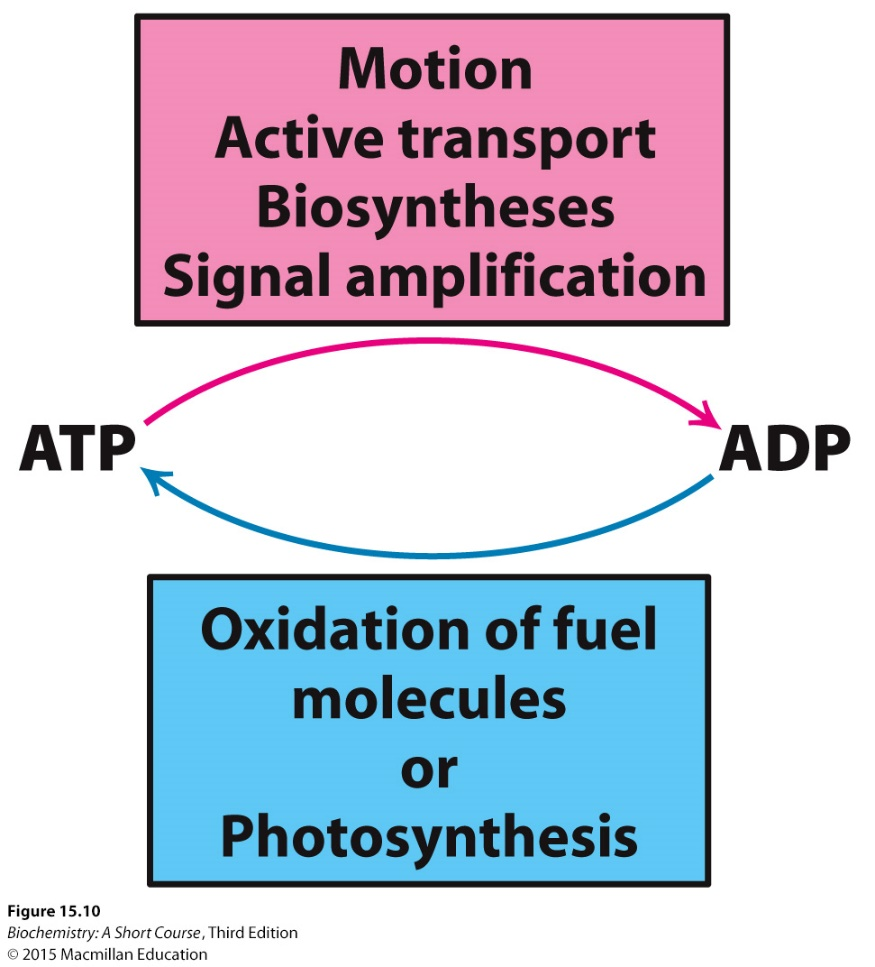 Motion
Active transport
Biosyntheses
Signal amplification
ATP
ADP
Oxidation of fuel
molecules
or
Photosynthesis
Figure 15.10
Biochemistry: A Short Course, Third Edition
© 2015 Macmillan Education